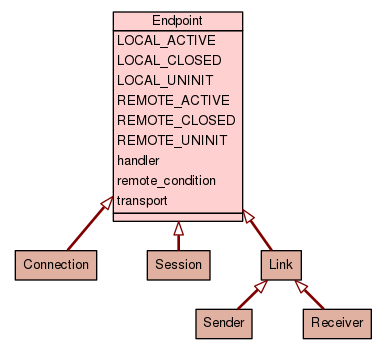 Endpoint
LOCAL_ACTIVE
LOCAL_CLOSED
LOCAL_UNINIT
REMOTE_ACTIVE
REMOTE_CLOSED
REMOTE_UNINIT
handler
remote_condition
transport
Connection
Session
Link
Sender
Receiver